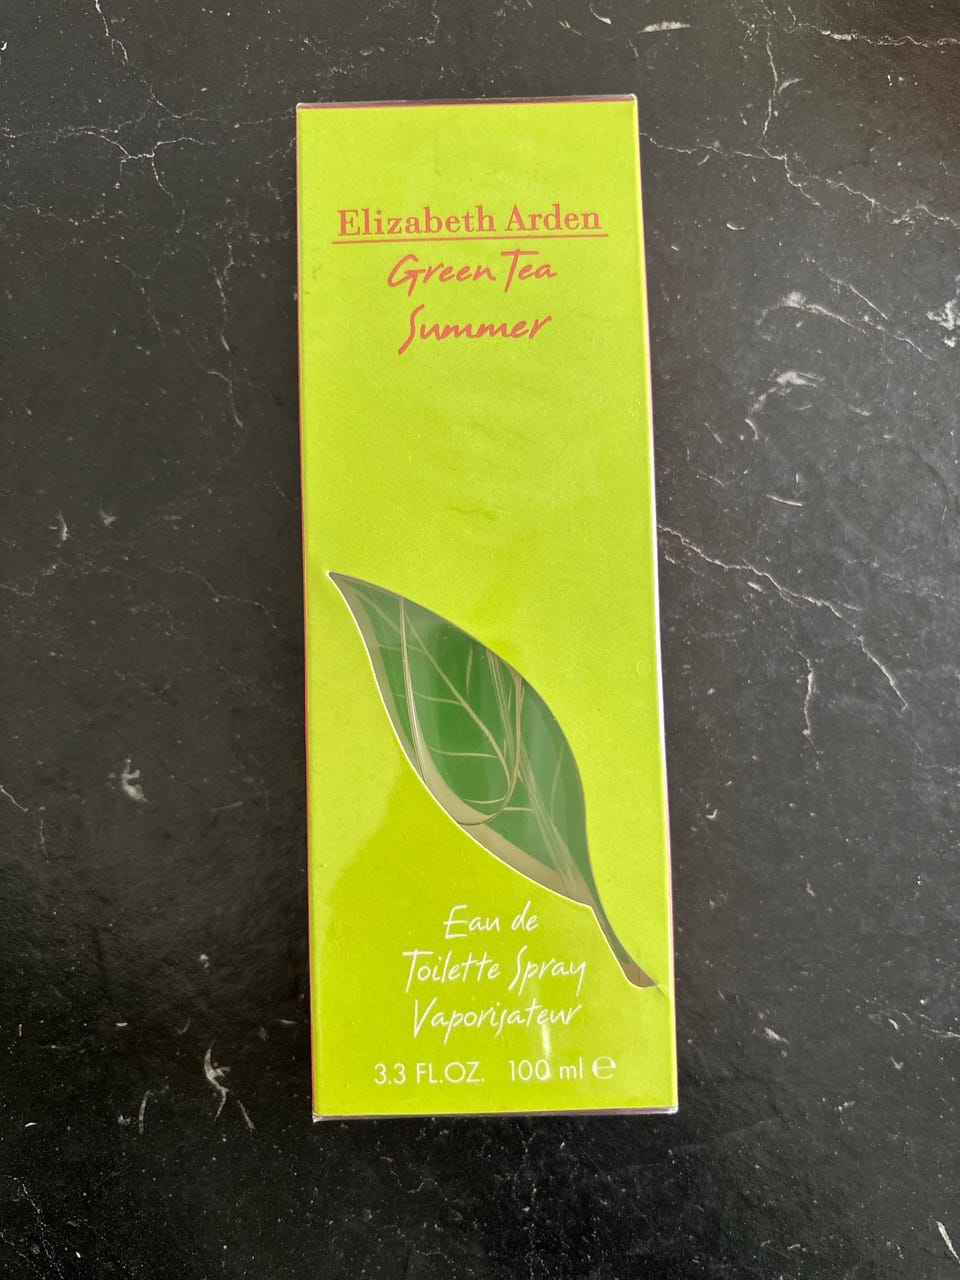 Elizabeth Arden
Green Tea
Summer
Eau de
Toilette Spray
Vaporisateur
3.3 FL.OZ. 100 ml ℮